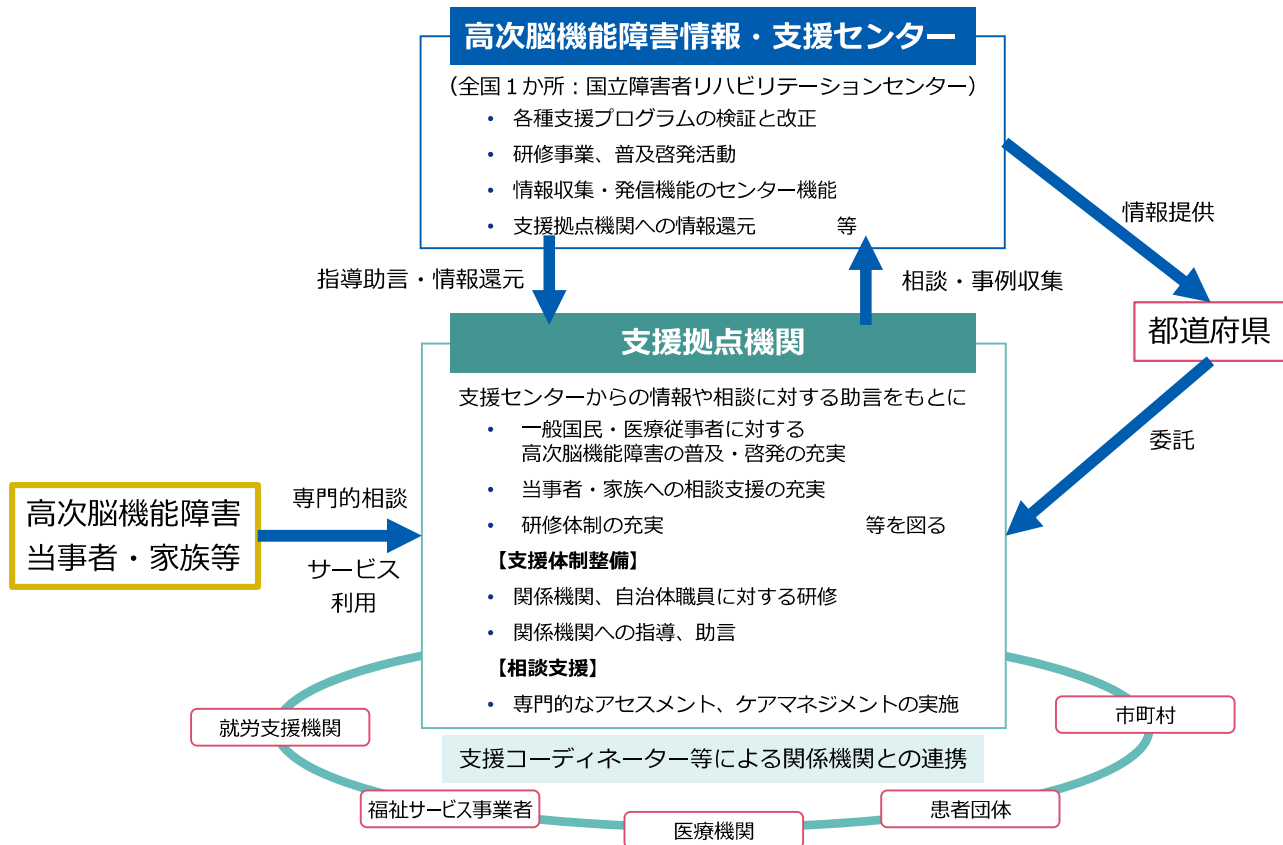 高次脳機能障害情報・支援センター
（全国１か所：国立障害者リハビリテーションセンター）
• 各種支援プログラムの検証と改正
• 研修事業、普及啓発活動
• 情報収集・発信機能のセンター機能
• 支援拠点機関への情報還元 等
情報提供
指導助言・情報還元
相談・事例収集
都道府県
支援拠点機関
支援センターからの情報や相談に対する助言をもとに
• 一般国民・医療従事者に対する
高次脳機能障害の普及・啓発の充実
• 当事者・家族への相談支援の充実
• 研修体制の充実 等を図る
【支援体制整備】
• 関係機関、自治体職員に対する研修
• 関係機関への指導、助言
【相談支援】
• 専門的なアセスメント、ケアマネジメントの実施
委託
高次脳機能障害
当事者・家族等
専門的相談
サービス
利用
支援コーディネーター等による関係機関との連携
就労支援機関
福祉サービス事業者
医療機関
患者団体
市町村